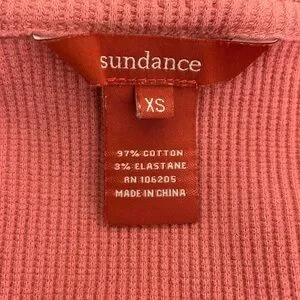 sundance
XS
97% COTTON
3% ELASTANE
RN 106205
MADE IN CHINA